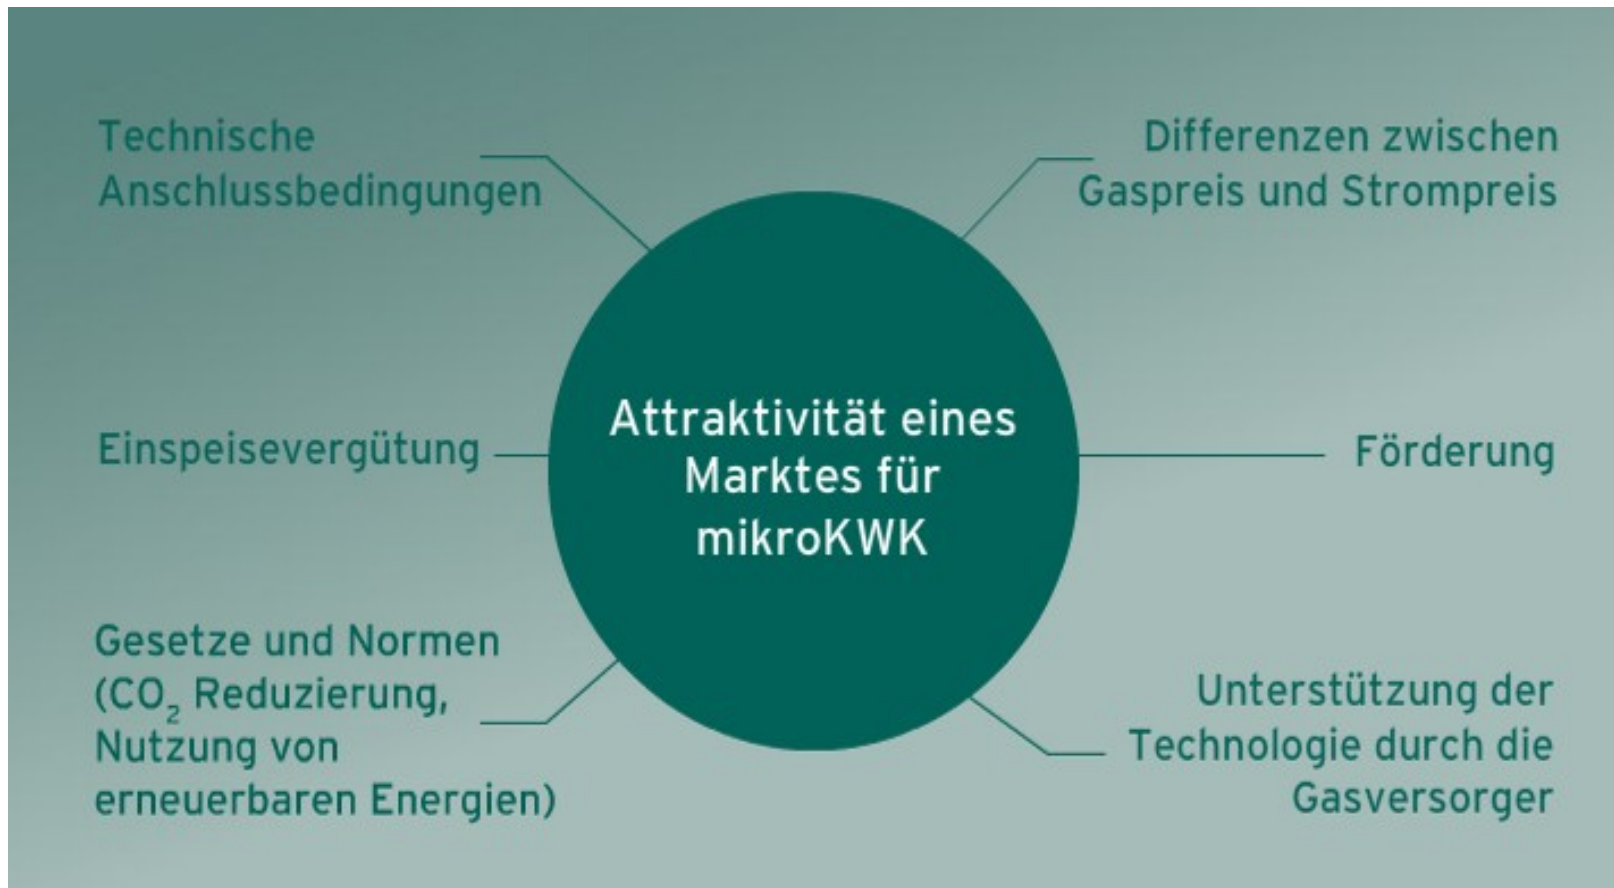 Technische
Anschlussbedingungen
Differenzen zwischen
Gaspreis und Strompreis
Einspeisevergütung
Attraktivität eines
Marktes für
mikroKWK
Förderung
Gesetze und Normen
(CO₂ Reduzierung,
Nutzung von
erneuerbaren Energien)
Unterstützung der
Technologie durch die
Gasversorger